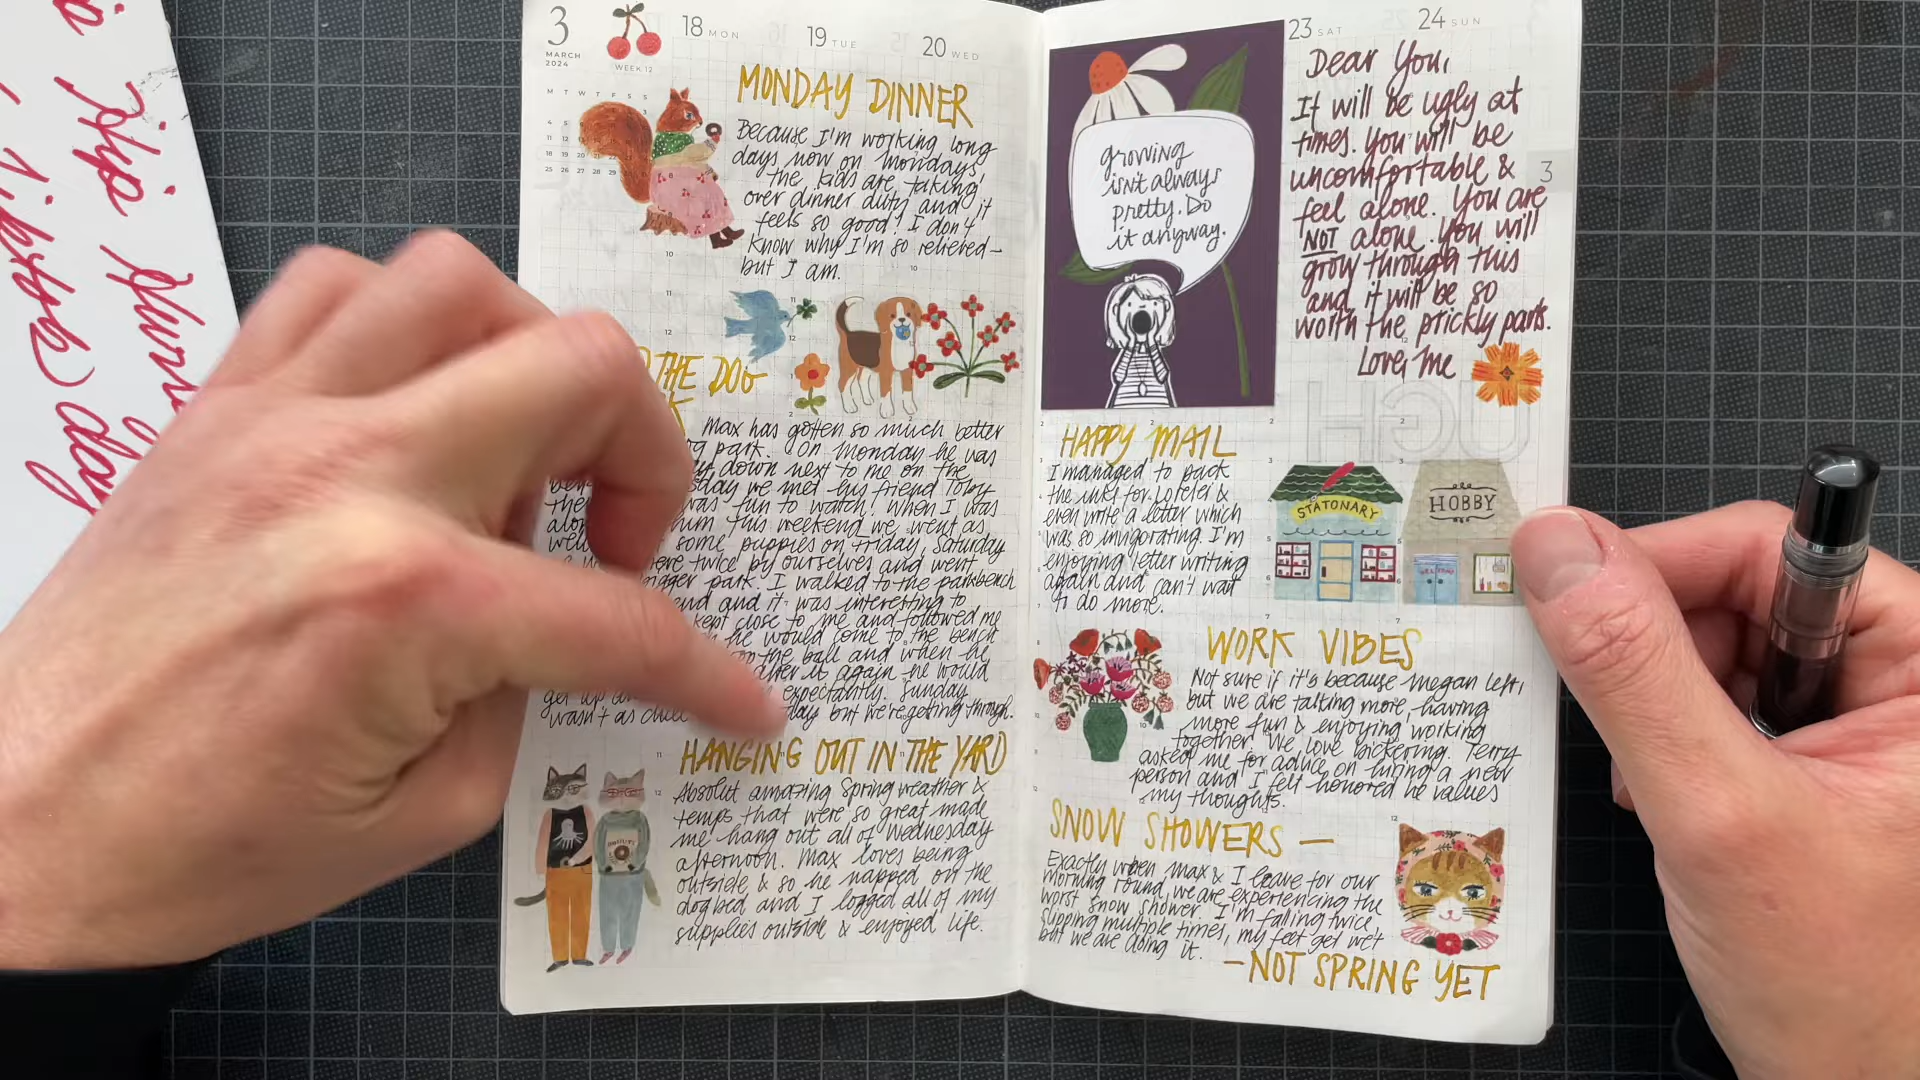 3
MARCH
2024
WEEK 12
18 MON
19 TUE
20 WED
M T W T F S S
MONDAY DINNER
Because I'm working long
days now on Mondays
the kids are taking
over dinner duty and it
feels so good! I don't
know why I'm so relieved-
but I am.
THE DOG
Max has gotten so much better
park. On Monday he was
down next to me on the
we met his friend Toby
was fun to watch! When I was
him this weekend we went as
some puppies on Friday, Saturday
twice by ourselves and went
bigger park. I walked to the parkbench
and it was interesting to
kept close to me and followed me
he would come to the bench
the ball and when he
after it again he would
get up expectantly. Sunday
wasn't as but we're getting through.
HANGING OUT IN THE YARD
Absolut amazing Spring weather &
temps that were so great made
me hang out all of Wednesday
afternoon. Max loves being
outside & so he napped on the
dog bed and I logged all of my
supplies outside & enjoyed life.
23 SAT
24 SUN
3
growing
isn't always
pretty. Do
it anyway.
Dear You,
It will be ugly at
times. You will be
uncomfortable &
feel alone. You are
NOT alone. You will
grow through this
and it will be so
worth the prickly parts.
Love, Me
HAPPY MAIL
I managed to pack
the inks for &
even write a letter which
was so invigorating. I'm
enjoying letter writing
again and can't wait
to do more.
STATONARY
HOBBY
WORK VIBES
Not sure if it's because Megan left,
but we are talking more, having
more fun & enjoying working
together! We love bickering. Terry
asked me for advice on hiring a new
person and I felt honored he values
my thoughts.
SNOW SHOWERS —
Exactly when Max & I leave for our
morning round, we are experiencing the
worst snow shower. I'm falling twice,
slipping multiple times, my feet get wet
but we are doing it.
-NOT SPRING YET